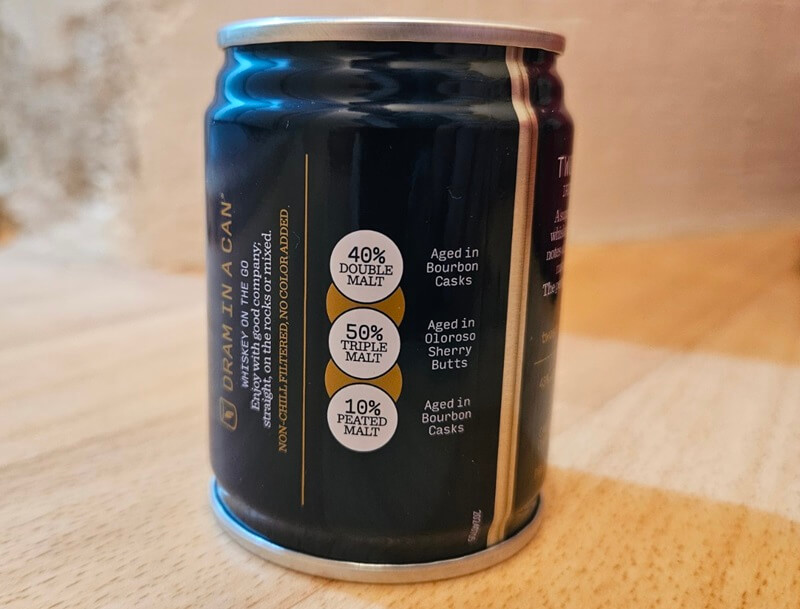 DRAM IN A CAN
WHISKEY ON THE GO
Enjoy with good company;
straight, on the rocks or mixed.
NON-CHILL FILTERED, NO COLOR ADDED
40%
DOUBLE
MALT
Aged in
Bourbon
Casks
50%
TRIPLE
MALT
Aged in
Oloroso
Sherry
Butts
10%
PEATED
MALT
Aged in
Bourbon
Casks